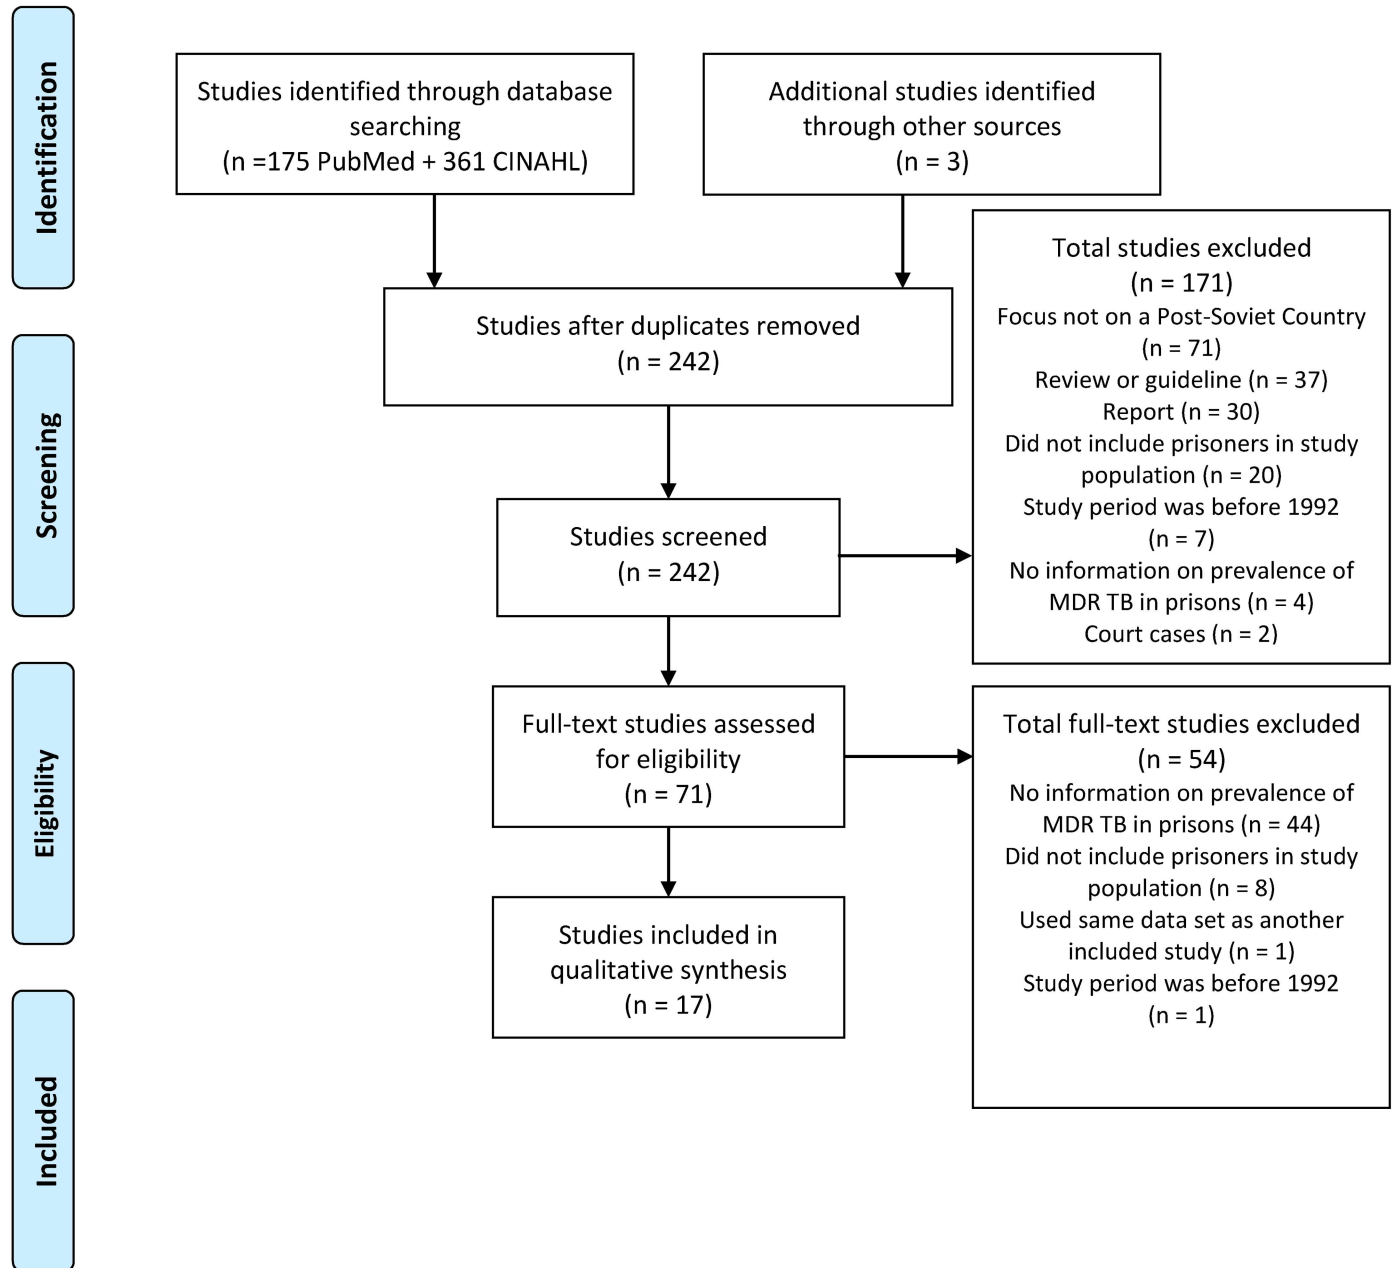 Identification
Studies identified through database
searching
(n =175 PubMed + 361 CINAHL)
Additional studies identified
through other sources
(n = 3)
Studies after duplicates removed
(n = 242)
Total studies excluded
(n = 171)
Focus not on a Post-Soviet Country
(n = 71)
Review or guideline (n = 37)
Report (n = 30)
Did not include prisoners in study
population (n = 20)
Study period was before 1992
(n = 7)
No information on prevalence of
MDR TB in prisons (n = 4)
Court cases (n = 2)
Screening
Studies screened
(n = 242)
Eligibility
Full-text studies assessed
for eligibility
(n = 71)
Total full-text studies excluded
(n = 54)
No information on prevalence of
MDR TB in prisons (n = 44)
Did not include prisoners in study
population (n = 8)
Used same data set as another
included study (n = 1)
Study period was before 1992
(n = 1)
Included
Studies included in
qualitative synthesis
(n = 17)